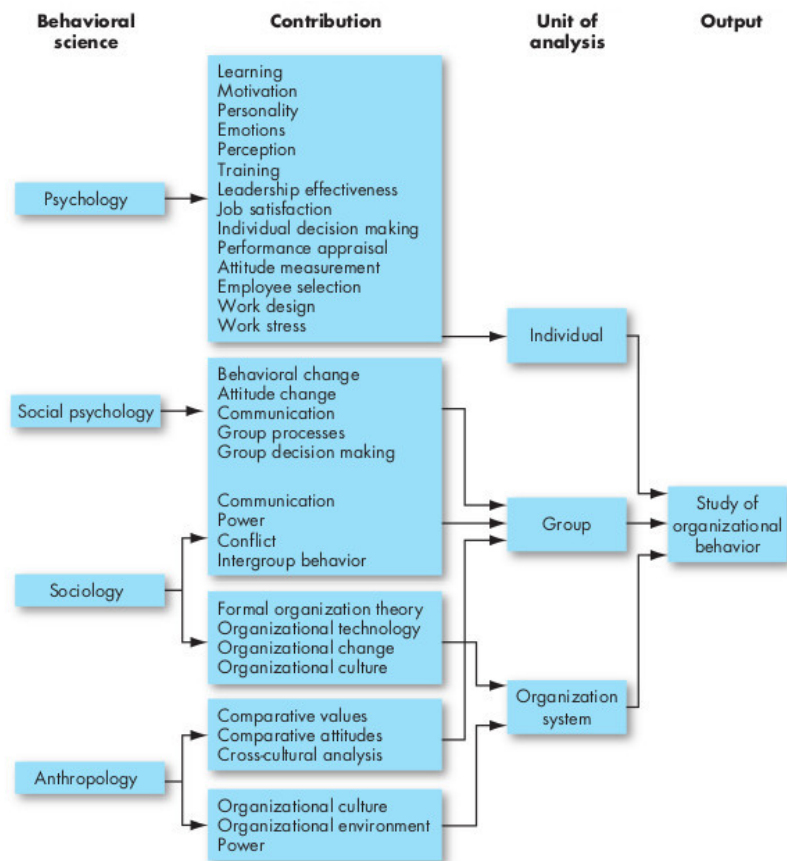 Behavioral
science
Contribution
Unit of
analysis
Output
Psychology
Learning
Motivation
Personality
Emotions
Perception
Training
Leadership effectiveness
Job satisfaction
Individual decision making
Performance appraisal
Attitude measurement
Employee selection
Work design
Work stress
Individual
Social psychology
Behavioral change
Attitude change
Communication
Group processes
Group decision making
Communication
Power
Conflict
Intergroup behavior
Group
Study of
organizational
behavior
Sociology
Formal organization theory
Organizational technology
Organizational change
Organizational culture
Organization
system
Anthropology
Comparative values
Comparative attitudes
Cross-cultural analysis
Organizational culture
Organizational environment
Power